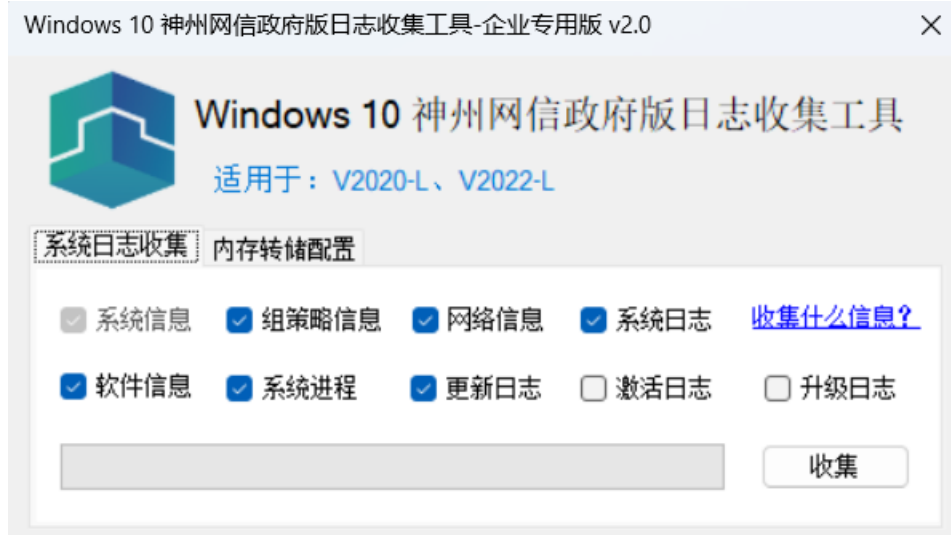 Windows 10 神州网信政府版日志收集工具-企业专用版 v2.0
Windows 10 神州网信政府版日志收集工具
适用于：V2020-L、V2022-L
系统日志收集 内存转储配置
系统信息 组策略信息 网络信息 系统日志 收集什么信息？
软件信息 系统进程 更新日志 激活日志 升级日志
收集